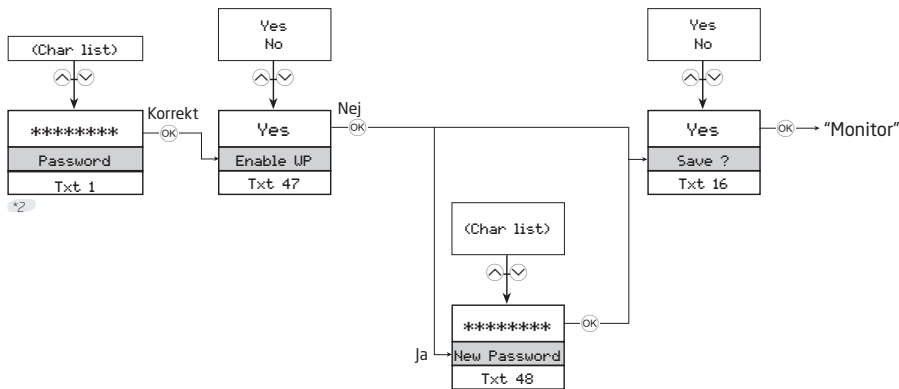 (Char list)
********
Password
Txt 1
*2
Korrekt
OK
Yes
No
Yes
Enable WP
Txt 47
Nej
OK
Ja
(Char list)
********
New Password
Txt 48
OK
Yes
No
Yes
Save ?
Txt 16
OK
“Monitor”